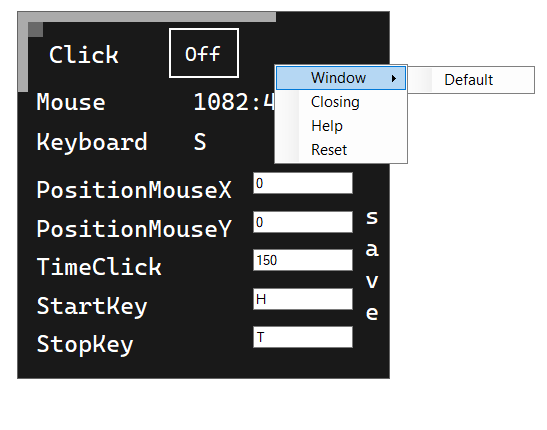 Click Off
Window Default
Mouse 1082:4
Closing
Help
Keyboard S
Reset
PositionMouseX 0
PositionMouseY 0
TimeClick 150
StartKey H
StopKey T
save